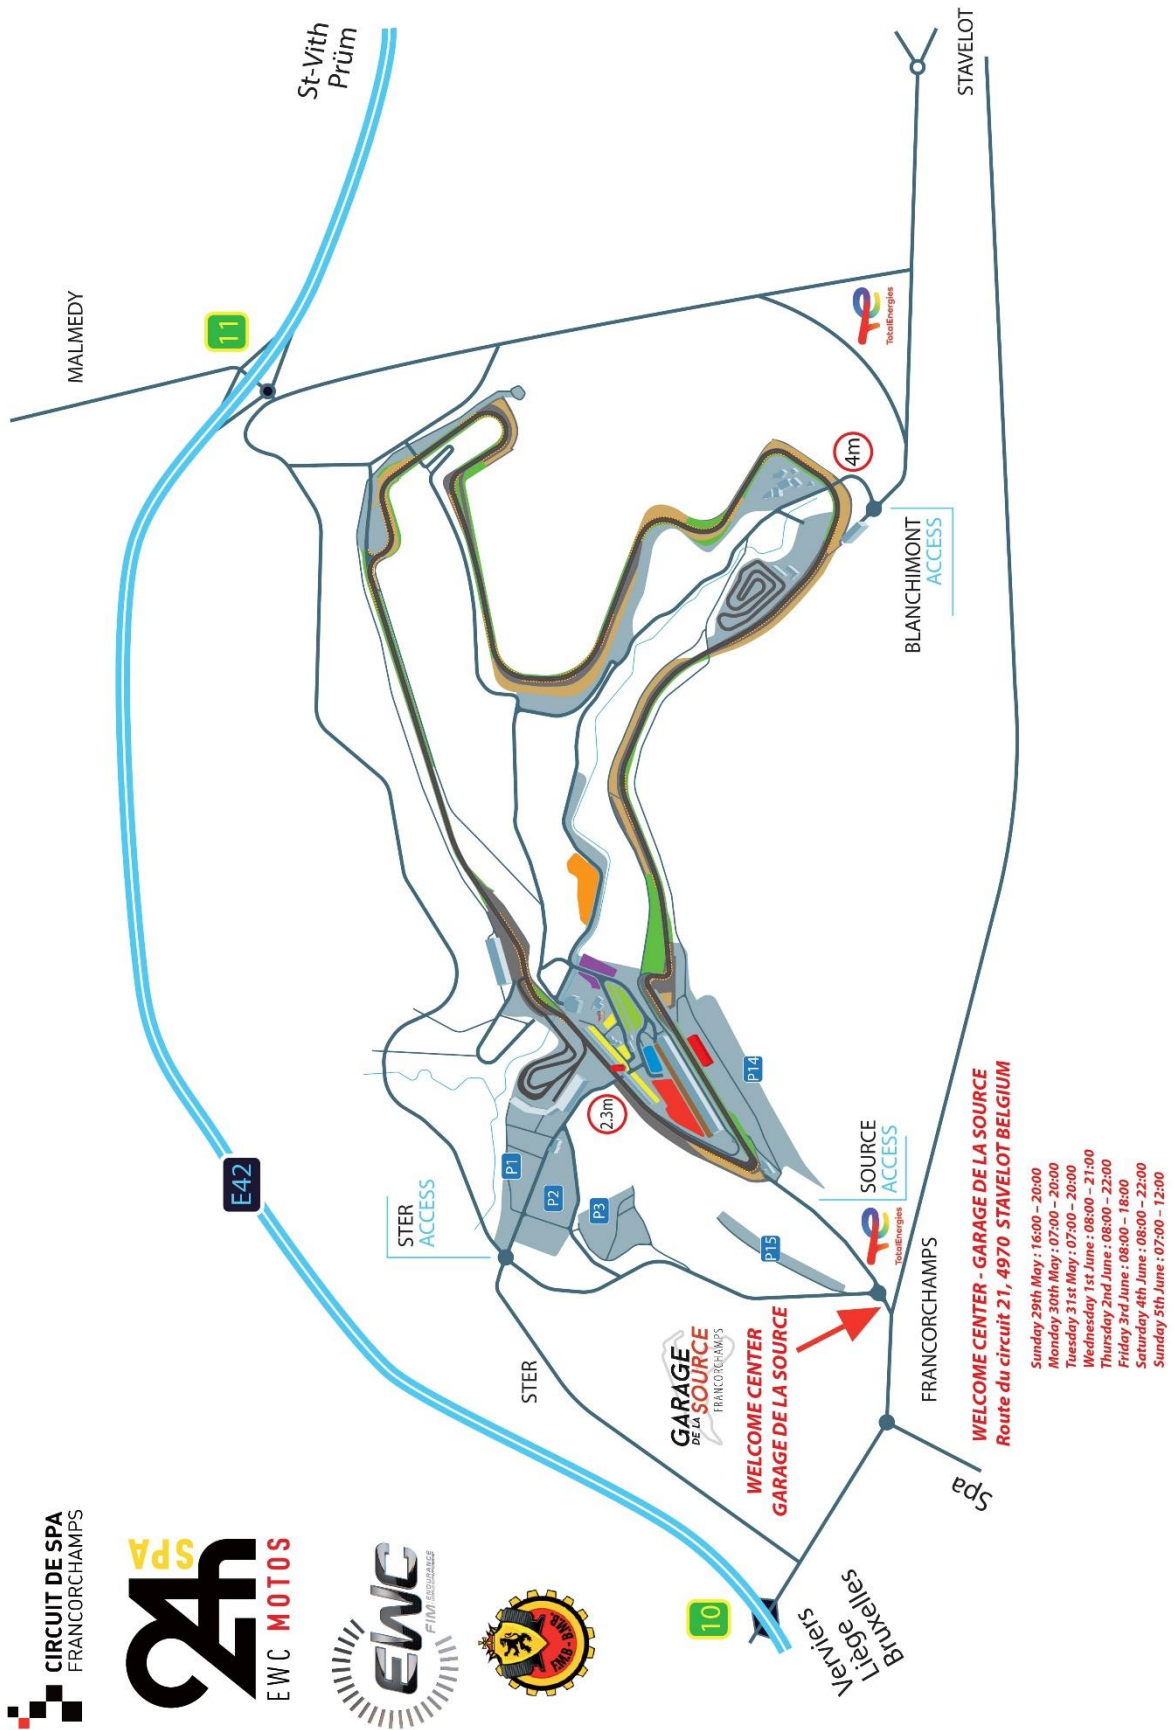 CIRCUIT DE SPA
FRANCORCHAMPS
24h
SPA
EWC MOTOS
EWC
FIM ENDURANCE
F.M.B - B.M.B.
10
Verviers
Liège
Bruxelles
E42
11
MALMEDY
St-Vith
Prüm
STER
STER
ACCESS
P1
P2
P3
2.3m
P14
P15
GARAGE
DE LA SOURCE
FRANCORCHAMPS
WELCOME CENTER
GARAGE DE LA SOURCE
SOURCE
ACCESS
TotalEnergies
FRANCORCHAMPS
Spa
BLANCHIMONT
ACCESS
4m
TotalEnergies
STAVELOT
WELCOME CENTER - GARAGE DE LA SOURCE
Route du circuit 21, 4970 STAVELOT BELGIUM
Sunday 29th May : 16:00 – 20:00
Monday 30th May : 07:00 – 20:00
Tuesday 31st May : 07:00 – 20:00
Wednesday 1st June : 08:00 – 21:00
Thursday 2nd June : 08:00 – 22:00
Friday 3rd June : 08:00 – 18:00
Saturday 4th June : 08:00 – 22:00
Sunday 5th June : 07:00 – 12:00